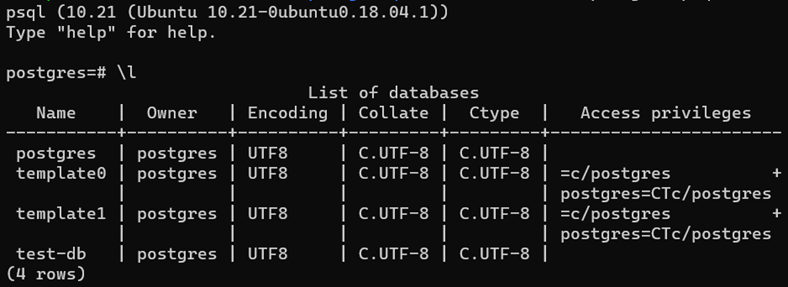 psql (10.21 (Ubuntu 10.21-0ubuntu0.18.04.1))
Type "help" for help.

postgres=# \l
                              List of databases
   Name    |  Owner   | Encoding | Collate |  Ctype  |   Access privileges
-----------+----------+----------+---------+---------+-----------------------
 postgres  | postgres | UTF8     | C.UTF-8 | C.UTF-8 |
 template0 | postgres | UTF8     | C.UTF-8 | C.UTF-8 | =c/postgres          +
           |          |          |         |         | postgres=CTc/postgres
 template1 | postgres | UTF8     | C.UTF-8 | C.UTF-8 | =c/postgres          +
           |          |          |         |         | postgres=CTc/postgres
 test-db   | postgres | UTF8     | C.UTF-8 | C.UTF-8 |
(4 rows)